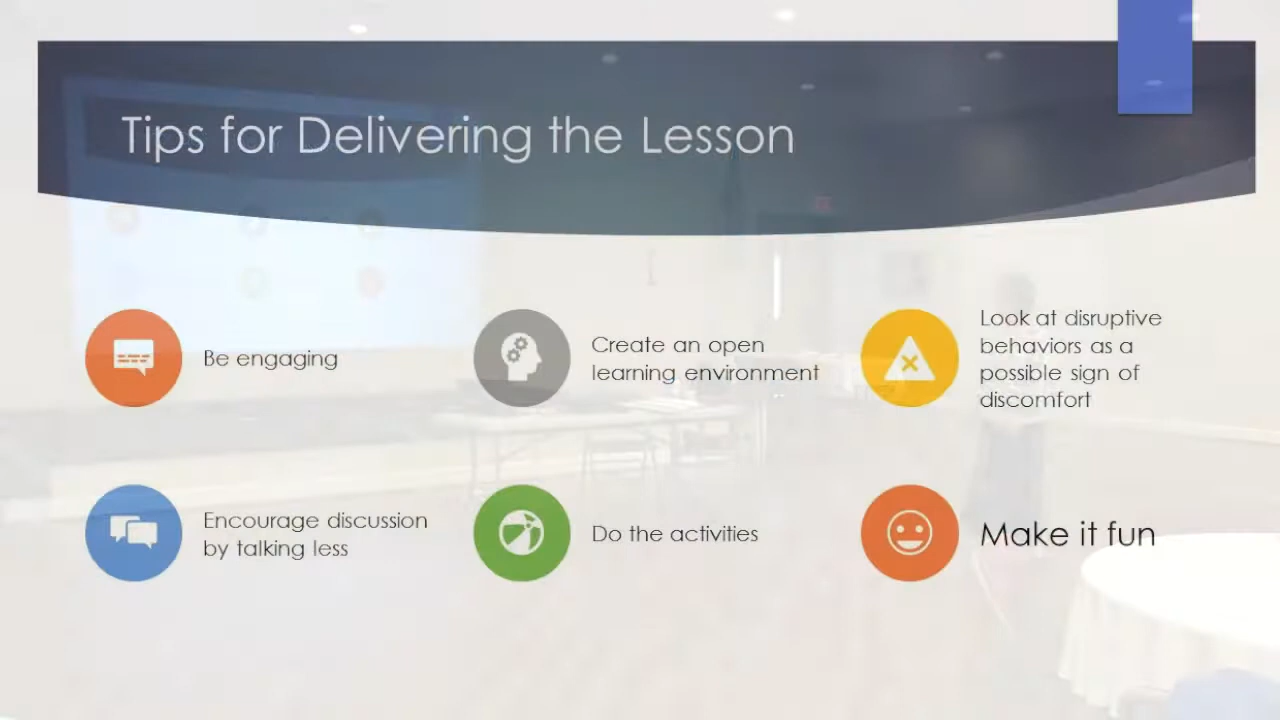 Tips for Delivering the Lesson
Be engaging
Create an open
learning environment
Look at disruptive
behaviors as a
possible sign of
discomfort
Encourage discussion
by talking less
Do the activities
Make it fun